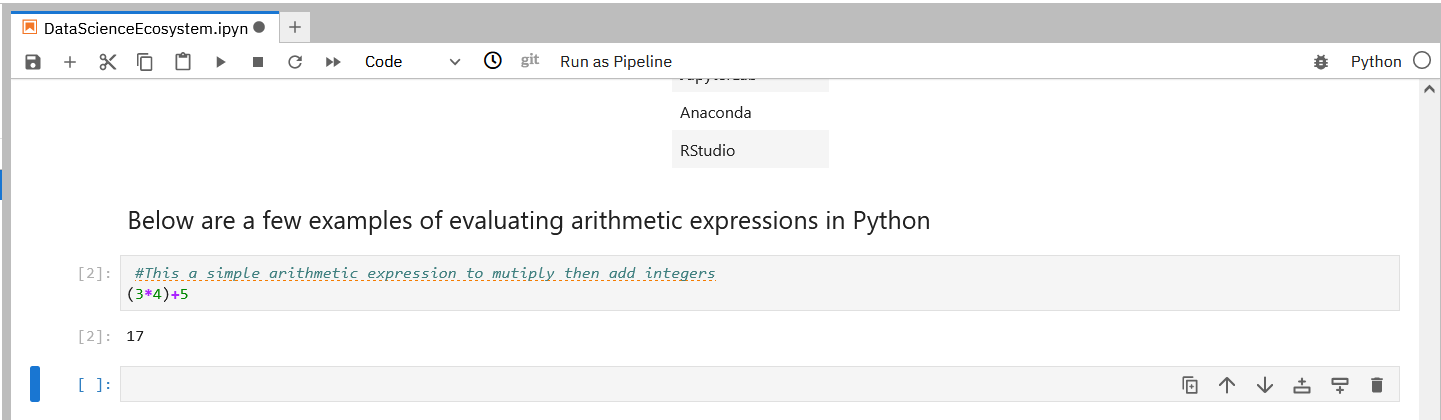 DataScienceEcosystem.ipyn
Code git Run as Pipeline Python
Anaconda
RStudio
Below are a few examples of evaluating arithmetic expressions in Python
[2]: #This a simple arithmetic expression to mutiply then add integers
(3*4)+5
[2]: 17
[ ]: